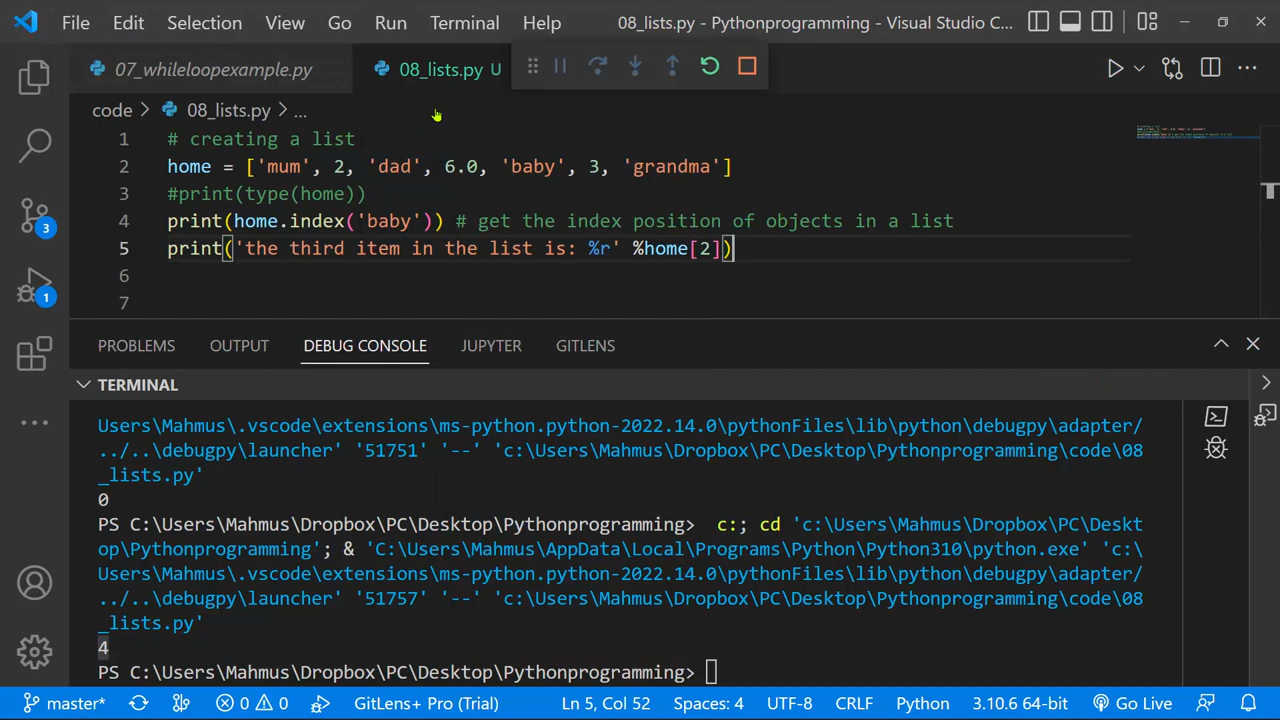 File Edit Selection View Go Run Terminal Help 08_lists.py - Pythonprogramming - Visual Studio C...
07_whileloopexample.py 08_lists.py U
code > 08_lists.py > ...
1 # creating a list
2 home = ['mum', 2, 'dad', 6.0, 'baby', 3, 'grandma']
3 #print(type(home))
4 print(home.index('baby')) # get the index position of objects in a list
5 print('the third item in the list is: %r' %home[2])
6
7
3
1
PROBLEMS OUTPUT DEBUG CONSOLE JUPYTER GITLENS
TERMINAL
Users\Mahmus\.vscode\extensions\ms-python.python-2022.14.0\pythonFiles\lib\python\debugpy\adapter/
../..\debugpy\launcher' '51751' '--' 'c:\Users\Mahmus\Dropbox\PC\Desktop\Pythonprogramming\code\08
_lists.py'
0
PS C:\Users\Mahmus\Dropbox\PC\Desktop\Pythonprogramming> c:; cd 'c:\Users\Mahmus\Dropbox\PC\Deskt
op\Pythonprogramming'; & 'C:\Users\Mahmus\AppData\Local\Programs\Python\Python310\python.exe' 'c:\
Users\Mahmus\.vscode\extensions\ms-python.python-2022.14.0\pythonFiles\lib\python\debugpy\adapter/
../..\debugpy\launcher' '51757' '--' 'c:\Users\Mahmus\Dropbox\PC\Desktop\Pythonprogramming\code\08
_lists.py'
4
PS C:\Users\Mahmus\Dropbox\PC\Desktop\Pythonprogramming>
master* 0 0 GitLens+ Pro (Trial) Ln 5, Col 52 Spaces: 4 UTF-8 CRLF Python 3.10.6 64-bit Go Live